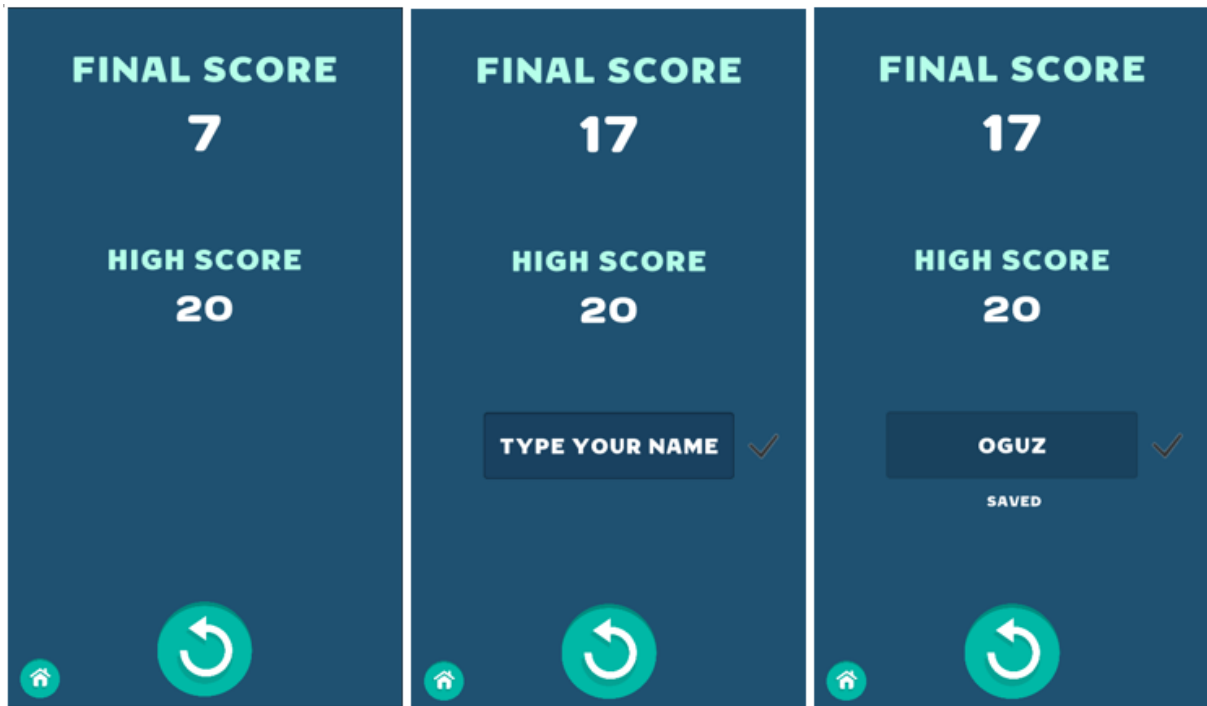 FINAL SCORE
7
HIGH SCORE
20
FINAL SCORE
17
HIGH SCORE
20
TYPE YOUR NAME
FINAL SCORE
17
HIGH SCORE
20
OGUZ
SAVED